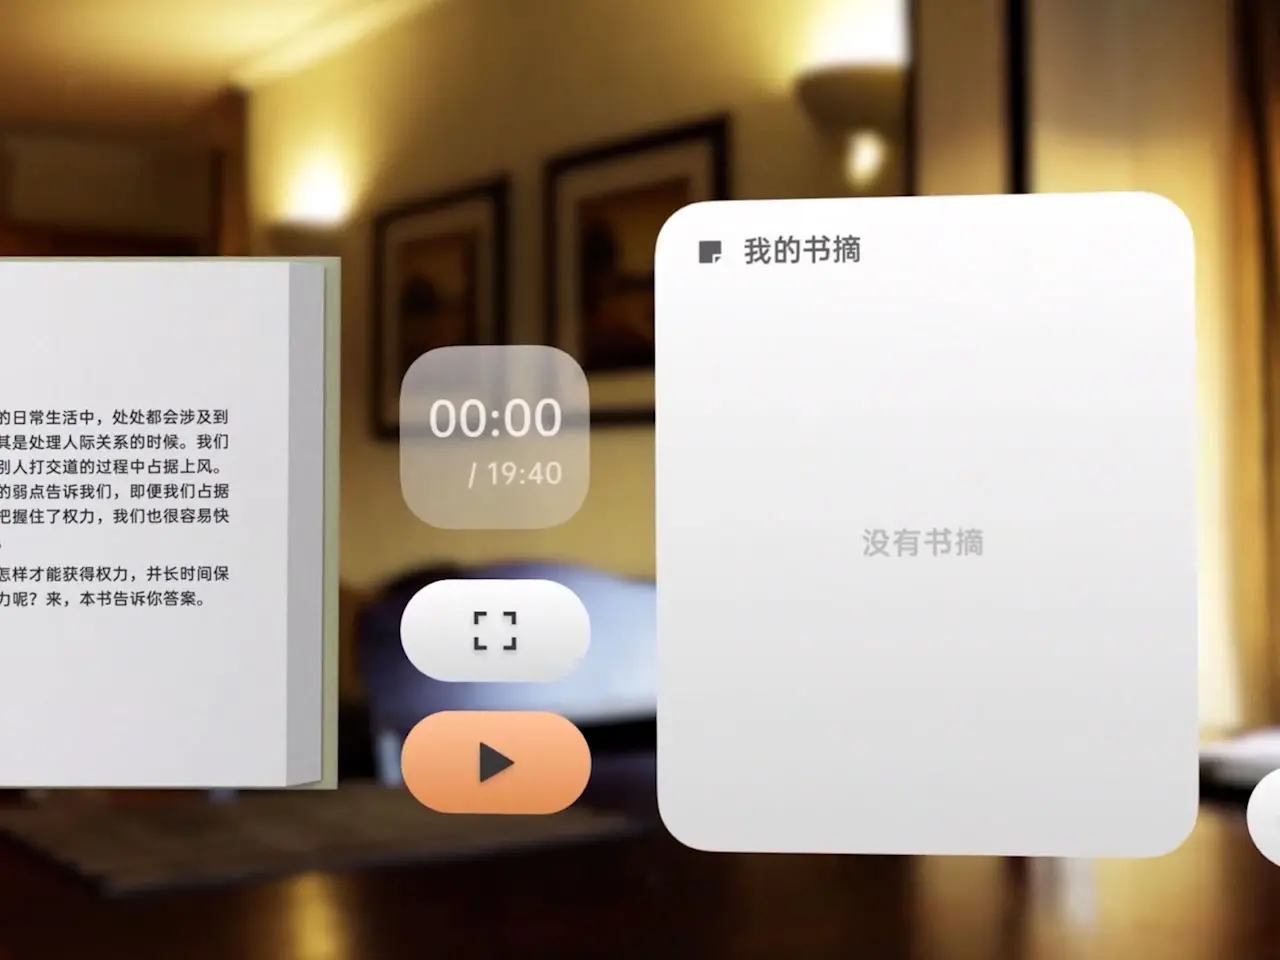 的日常生活中，处处都会涉及到
其是处理人际关系的时候。我们
别人打交道的过程中占据上风。
的弱点告诉我们，即便我们占据
把握住了权力，我们也很容易快
。
怎样才能获得权力，并长时间保
力呢？来，本书告诉你答案。
00:00
/ 19:40
我的书摘
没有书摘